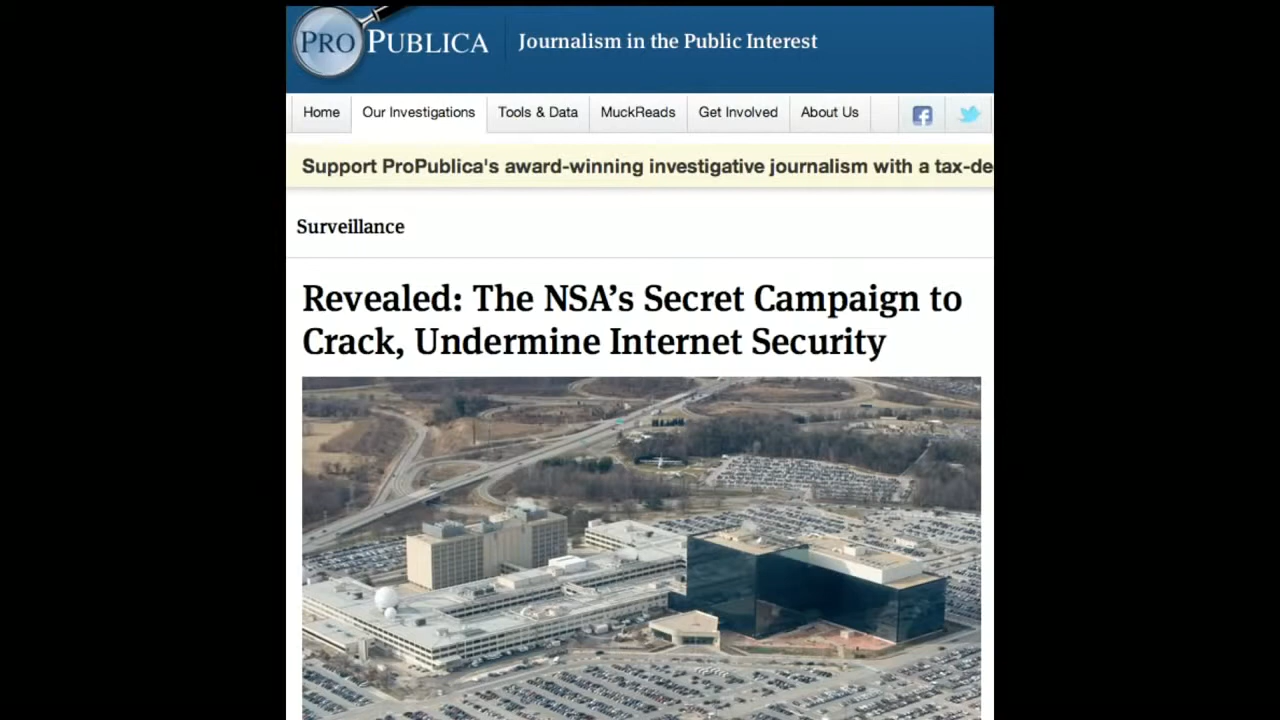 PRO PUBLICA
Journalism in the Public Interest
Home Our Investigations Tools & Data MuckReads Get Involved About Us
Support ProPublica's award-winning investigative journalism with a tax-de
Surveillance
Revealed: The NSA’s Secret Campaign to
Crack, Undermine Internet Security